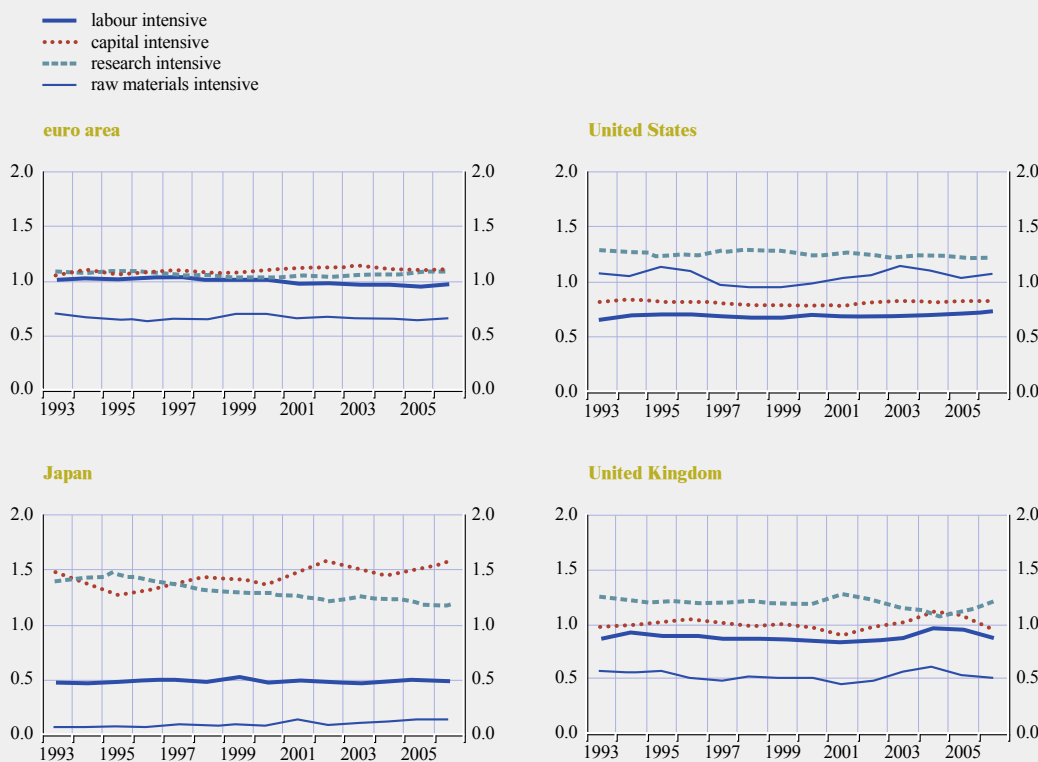 labour intensive
capital intensive
research intensive
raw materials intensive
euro area
2.0 2.0
1.5 1.5
1.0 1.0
0.5 0.5
0.0 0.0
1993 1995 1997 1999 2001 2003 2005
United States
2.0 2.0
1.5 1.5
1.0 1.0
0.5 0.5
0.0 0.0
1993 1995 1997 1999 2001 2003 2005
Japan
2.0 2.0
1.5 1.5
1.0 1.0
0.5 0.5
0.0 0.0
1993 1995 1997 1999 2001 2003 2005
United Kingdom
2.0 2.0
1.5 1.5
1.0 1.0
0.5 0.5
0.0 0.0
1993 1995 1997 1999 2001 2003 2005